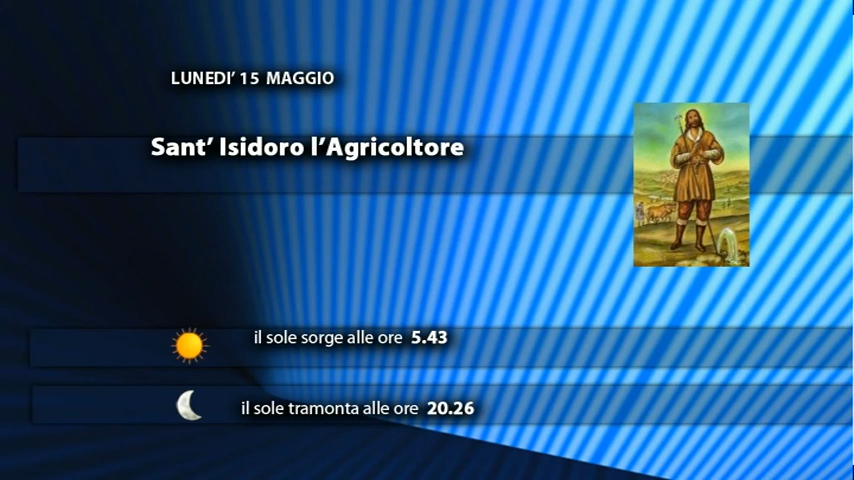 LUNEDI’ 15 MAGGIO
Sant’ Isidoro l’Agricoltore
il sole sorge alle ore 5.43
il sole tramonta alle ore 20.26